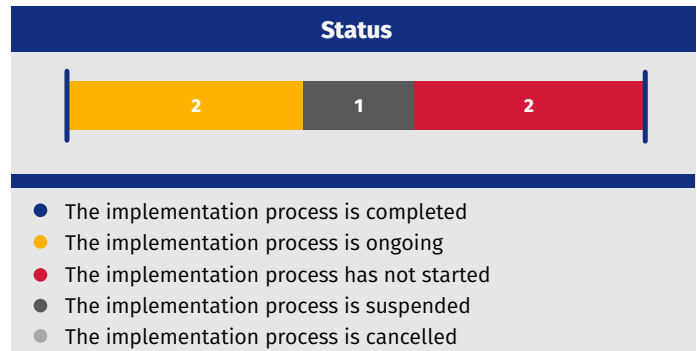 Status
2 1 2
The implementation process is completed
The implementation process is ongoing
The implementation process has not started
The implementation process is suspended
The implementation process is cancelled